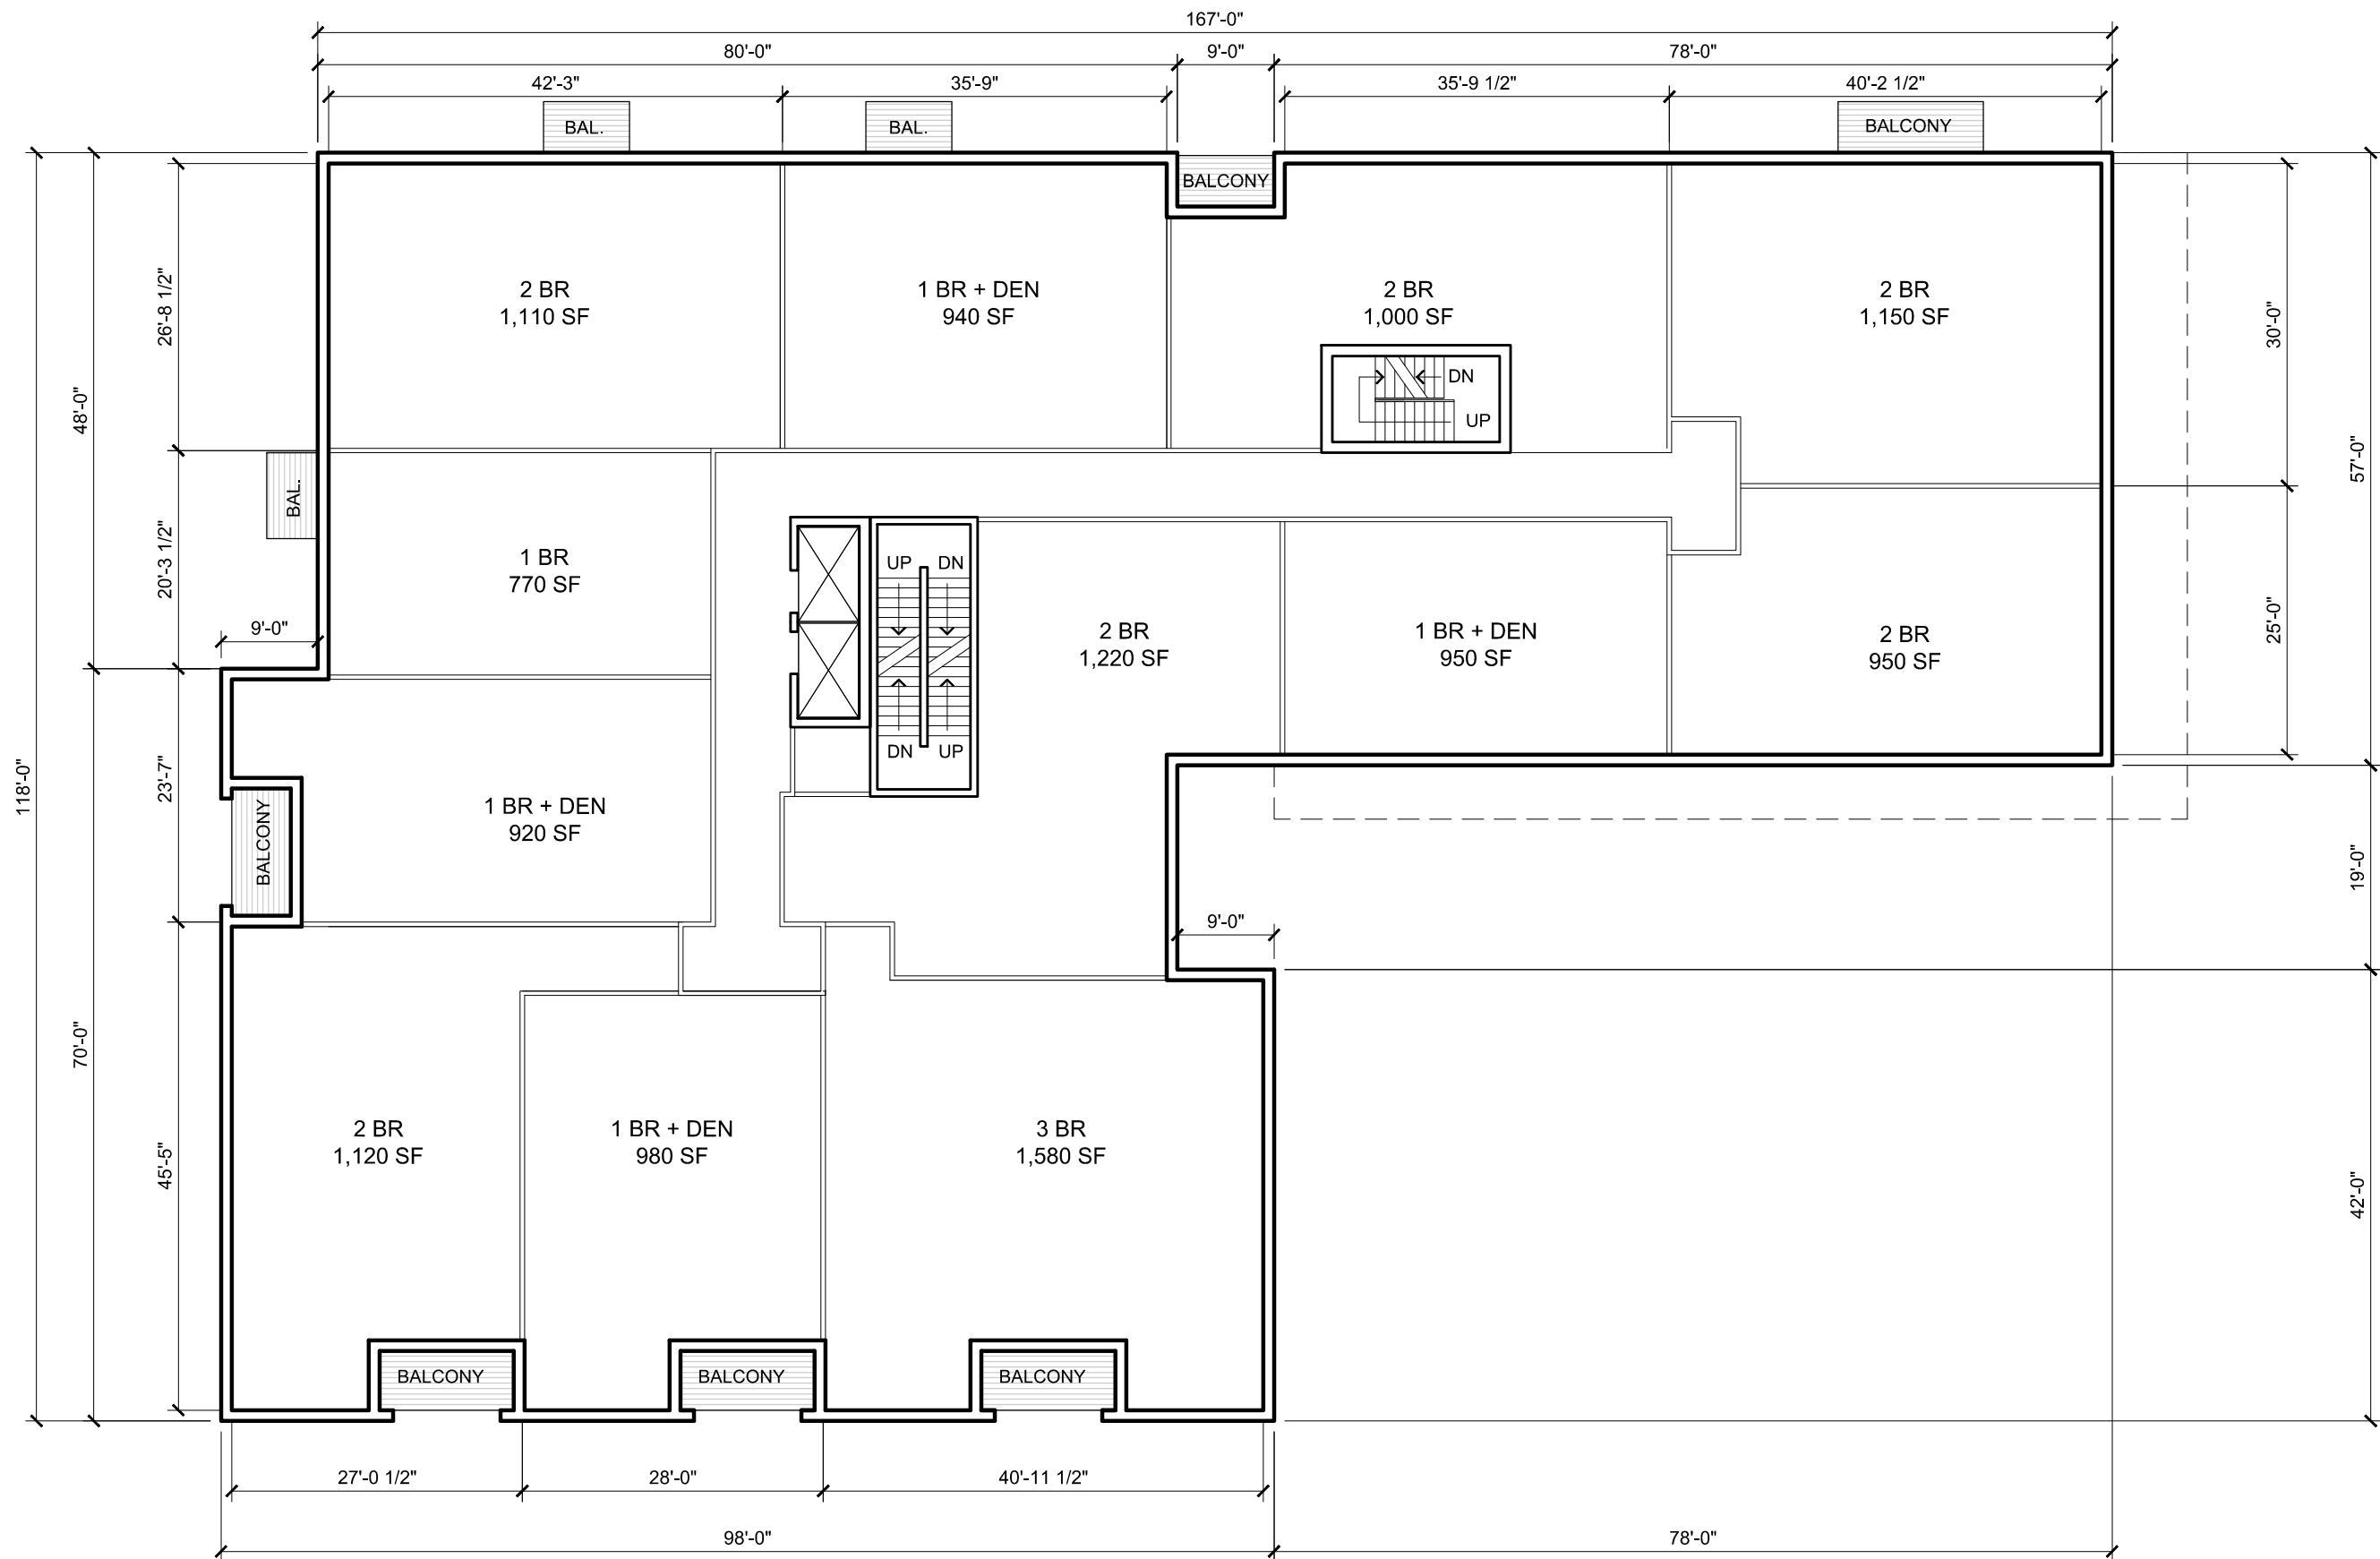 167'-0"
80'-0"
9'-0"
78'-0"
42'-3"
35'-9"
35'-9 1/2"
40'-2 1/2"
BAL.
BAL.
BALCONY
BALCONY
48'-0"
26'-8 1/2"
2 BR
1,110 SF
1 BR + DEN
940 SF
2 BR
1,000 SF
2 BR
1,150 SF
30'-0"
57'-0"
DN
UP
BAL.
20'-3 1/2"
1 BR
770 SF
UP
DN
DN
UP
2 BR
1,220 SF
1 BR + DEN
950 SF
2 BR
950 SF
25'-0"
9'-0"
118'-0"
23'-7"
BALCONY
1 BR + DEN
920 SF
19'-0"
9'-0"
70'-0"
45'-5"
2 BR
1,120 SF
1 BR + DEN
980 SF
3 BR
1,580 SF
42'-0"
BALCONY
BALCONY
BALCONY
27'-0 1/2"
28'-0"
40'-11 1/2"
98'-0"
78'-0"